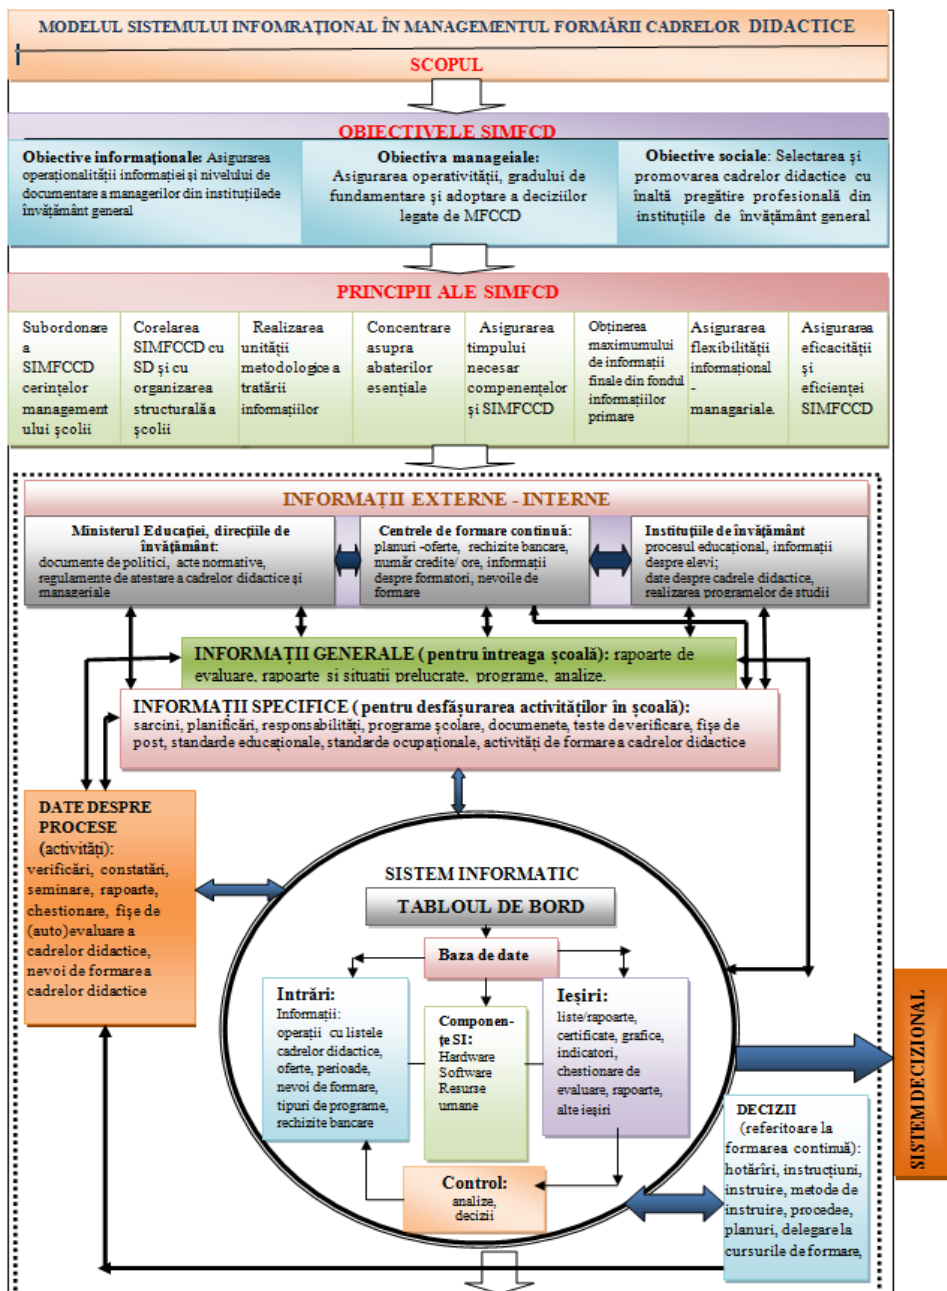 MODELUL SISTEMULUI INFOMRAȚIONAL ÎN MANAGEMENTUL FORMĂRII CADRELOR DIDACTICE
SCOPUL
OBIECTIVELE SIMFCD
Obiective informaționale: Asigurarea
operaționalității informației și nivelului de
documentare a managerilor din instituțiilede
învățământ general
Obiectiva manageiale:
Asigurarea operativității, gradului de
fundamentare și adoptare a deciziilor
legate de MFCCD
Obiective sociale: Selectarea și
promovarea cadrelor didactice cu
înaltă pregătire profesională din
instituțiile de învățământ general
PRINCIPII ALE SIMFCD
Subordonare
a
SIMFCCD
cerințelor
management
ului școlii
Corelarea
SIMFCCD cu
SD și cu
organizarea
structurală a
școlii
Realizarea
unității
metodologice a
tratării
informațiilor
Concentrare
asupra
abaterilor
esențiale
Asigurarea
timpului
necesar
compenențelor
și SIMFCCD
Obținerea
maximumului
de informații
finale din fondul
informațiilor
primare
Asigurarea
flexibilității
informațional
-
managariale.
Asigurarea
eficacității
și
eficienței
SIMFCCD
INFORMAȚII EXTERNE - INTERNE
Ministerul Educației, direcțiile de
învățământ:
documente de politici, acte normative,
regulamente de atestare a cadrelor didactice și
manageriale
Centrele de formare continuă:
planuri -oferte, rechizite bancare,
număr credite/ ore, informații
despre formatori, nevoile de
formare
Instituțiile de învățământ
procesul educațional, informații
despre elevi;
date despre cadrele didactice,
realizarea programelor de studii
INFORMAȚII GENERALE ( pentru întreaga școală): rapoarte de
evaluare, rapoarte si situatii prelucrate, programe, analize.
INFORMAȚII SPECIFICE ( pentru desfășurarea activităților în școală):
sarcini, planificări, responsabilități, programe școlare, documenete, teste de verificare, fișe de
post, standarde educaționale, standarde ocupaționale, activități de formare a cadrelor didactice
DATE DESPRE
PROCESE
(activități):
verificări, constatări,
seminare, rapoarte,
chestionare, fișe de
(auto)evaluare a
cadrelor didactice,
nevoi de formare a
cadrelor didactice
SISTEM INFORMATIC
TABLOUL DE BORD
Baza de date
Intrări:
Informații:
operații cu listele
cadrelor didactice,
oferte, perioade,
nevoi de formare,
tipuri de programe,
rechizite bancare
Componen-
țe SI:
Hardware
Software
Resurse
umane
Ieșiri:
liste/rapoarte,
certificate, grafice,
indicatori,
chestionare de
evaluare, rapoarte,
alte ieșiri
Control:
analize,
decizii
DECIZII
(referitoare la
formarea continuă):
hotărîri, instrucțiuni,
instruire, metode de
instruire, procedee,
planuri, delegare la
cursurile de formare,
SISTEM DECIZIONAL